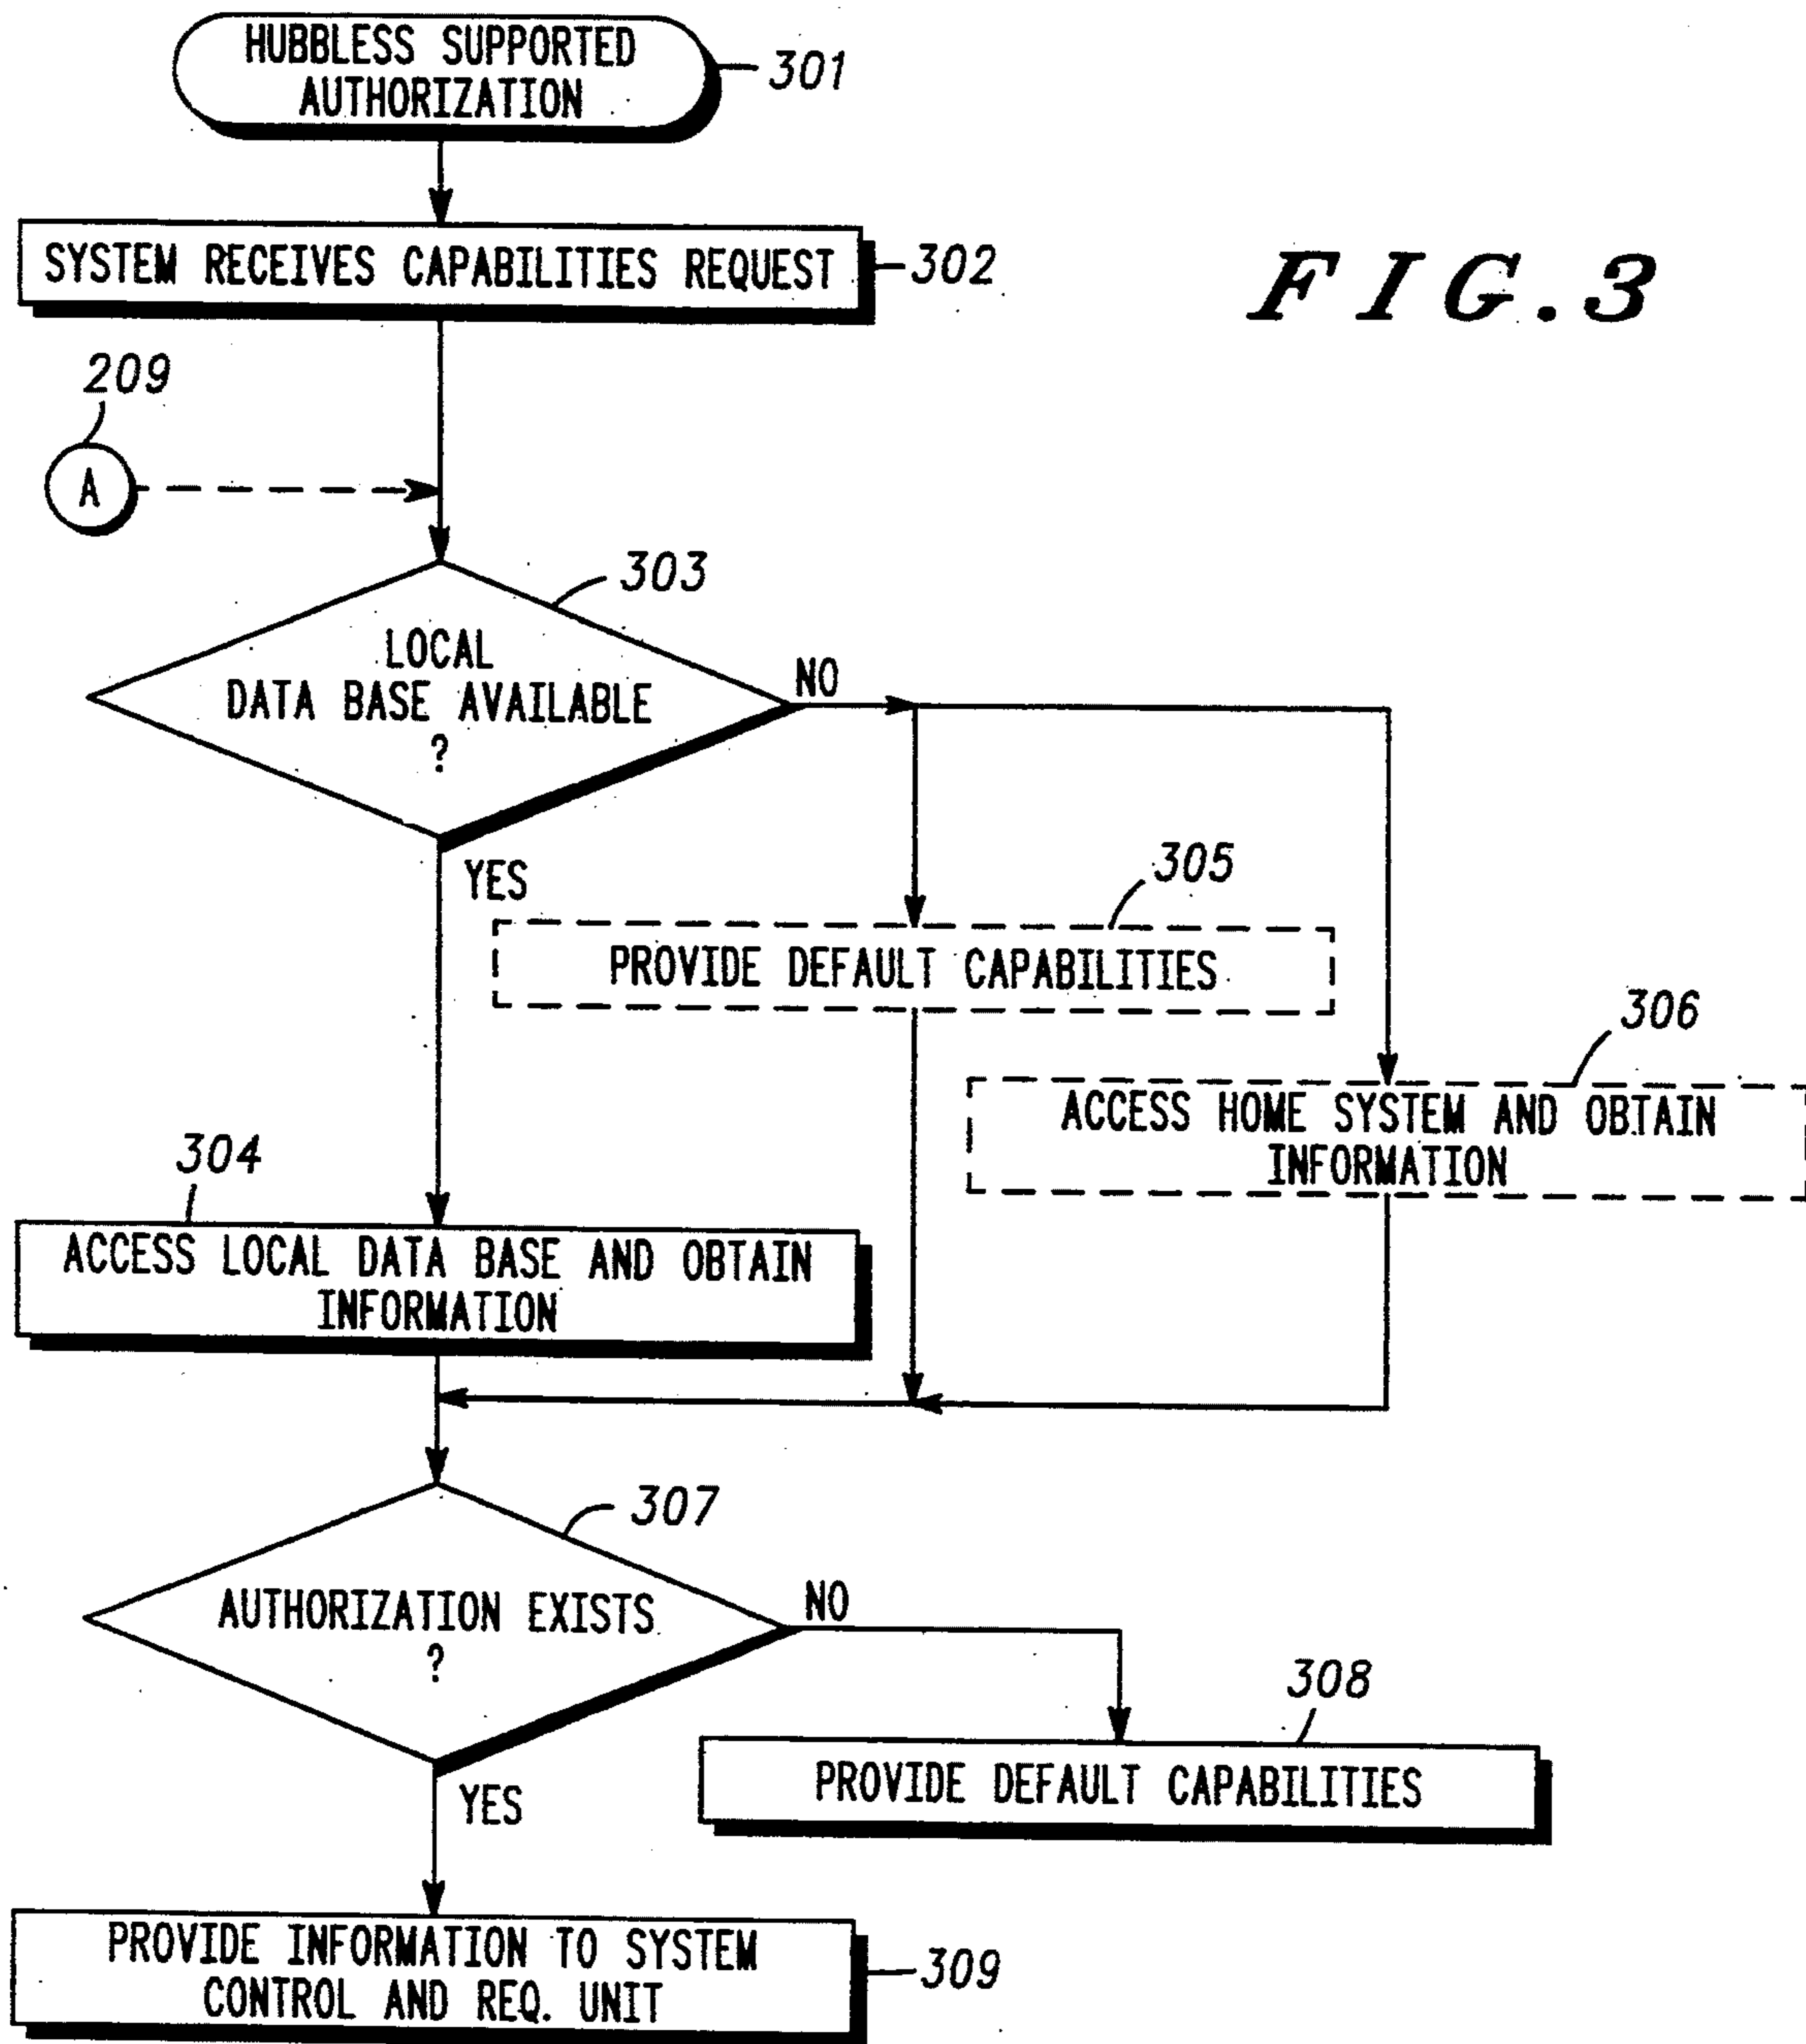 HUBBLESS SUPPORTED
AUTHORIZATION
301
SYSTEM RECEIVES CAPABILITIES REQUEST
302
FIG.3
209
A
303
LOCAL
DATA BASE AVAILABLE
?
NO
YES
305
PROVIDE DEFAULT CAPABILITIES
306
ACCESS HOME SYSTEM AND OBTAIN
INFORMATION
304
ACCESS LOCAL DATA BASE AND OBTAIN
INFORMATION
307
AUTHORIZATION EXISTS
?
NO
YES
308
PROVIDE DEFAULT CAPABILITIES
PROVIDE INFORMATION TO SYSTEM
CONTROL AND REQ. UNIT
309